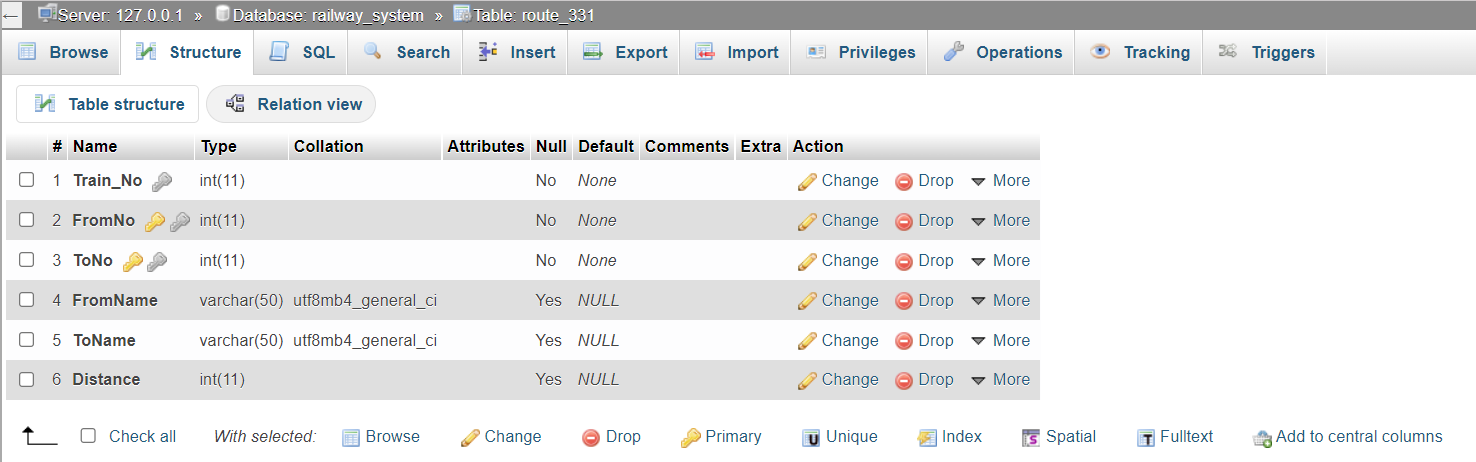 Server: 127.0.0.1 » Database: railway_system » Table: route_331
Browse Structure SQL Search Insert Export Import Privileges Operations Tracking Triggers
Table structure Relation view
# Name Type Collation Attributes Null Default Comments Extra Action
1 Train_No int(11) No None Change Drop More
2 FromNo int(11) No None Change Drop More
3 ToNo int(11) No None Change Drop More
4 FromName varchar(50) utf8mb4_general_ci Yes NULL Change Drop More
5 ToName varchar(50) utf8mb4_general_ci Yes NULL Change Drop More
6 Distance int(11) Yes NULL Change Drop More
Check all With selected: Browse Change Drop Primary U Unique Index S Spatial T Fulltext Add to central columns